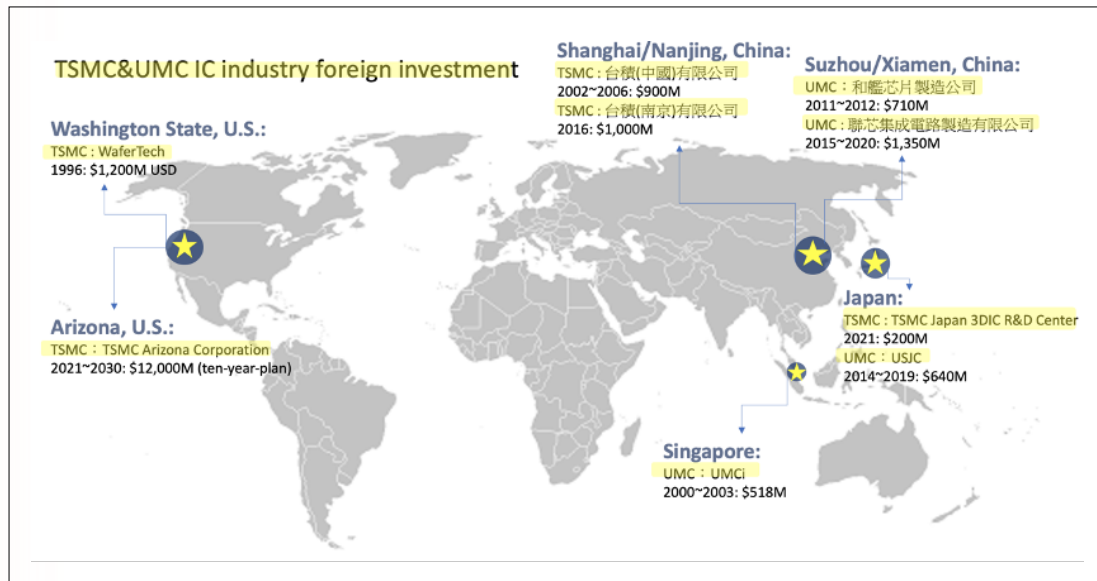 TSMC&UMC IC industry foreign investment
Washington State, U.S.:
TSMC : WaferTech
1996: $1,200M USD
Arizona, U.S.:
TSMC：TSMC Arizona Corporation
2021~2030: $12,000M (ten-year-plan)
Shanghai/Nanjing, China:
TSMC : 台積(中國)有限公司
2002~2006: $900M
TSMC : 台積(南京)有限公司
2016: $1,000M
Suzhou/Xiamen, China:
UMC：和艦芯片製造公司
2011~2012: $710M
UMC：聯芯集成電路製造有限公司
2015~2020: $1,350M
Japan:
TSMC : TSMC Japan 3DIC R&D Center
2021: $200M
UMC：USJC
2014~2019: $640M
Singapore:
UMC：UMCi
2000~2003: $518M